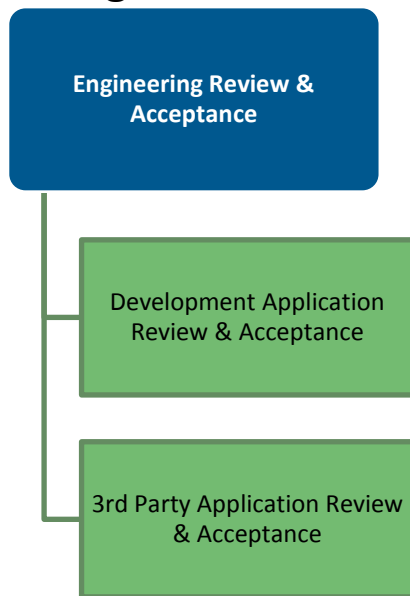 Engineering Review &
Acceptance
Development Application
Review & Acceptance
3rd Party Application Review
& Acceptance